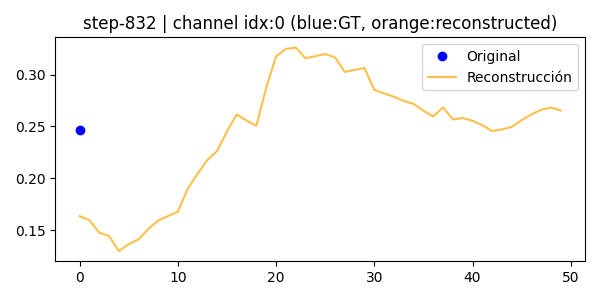 step-832 | channel idx:0 (blue:GT, orange:reconstructed)
Original
Reconstrucción
0.30
0.25
0.20
0.15
0 10 20 30 40 50